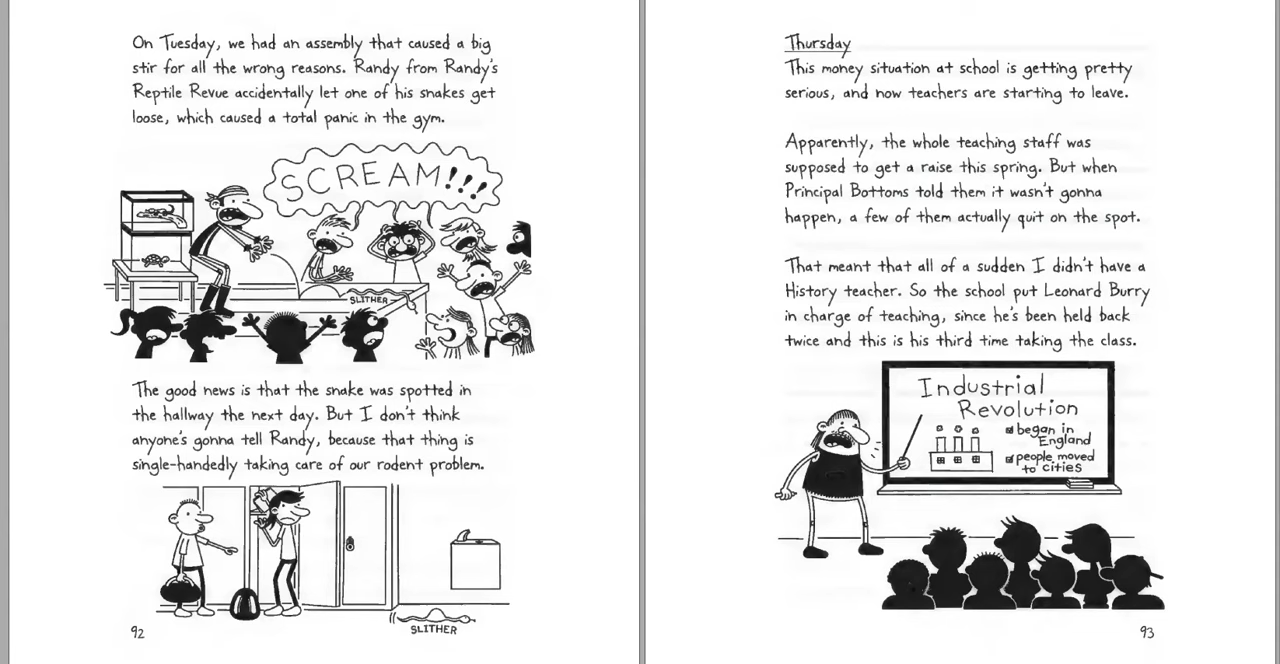 On Tuesday, we had an assembly that caused a big
stir for all the wrong reasons. Randy from Randy's
Reptile Revue accidentally let one of his snakes get
loose, which caused a total panic in the gym.
SCREAM!!!
SLITHER
The good news is that the snake was spotted in
the hallway the next day. But I don't think
anyone's gonna tell Randy, because that thing is
single-handedly taking care of our rodent problem.
SLITHER
92
Thursday
This money situation at school is getting pretty
serious, and now teachers are starting to leave.
Apparently, the whole teaching staff was
supposed to get a raise this spring. But when
Principal Bottoms told them it wasn't gonna
happen, a few of them actually quit on the spot.
That meant that all of a sudden I didn't have a
History teacher. So the school put Leonard Burry
in charge of teaching, since he's been held back
twice and this is his third time taking the class.
Industrial
Revolution
began in
England
people moved
to cities
93